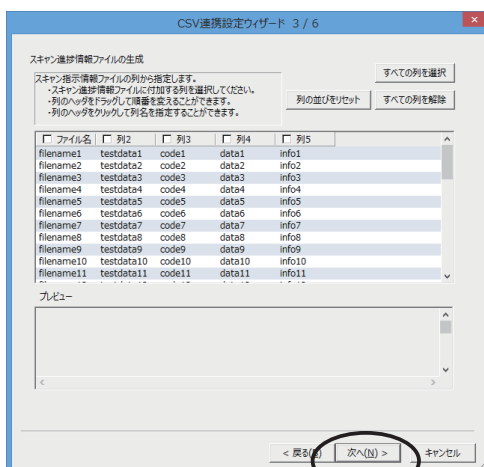 CSV連携設定ウィザード 3 / 6
スキャン進捗情報ファイルの生成
スキャン指示情報ファイルの列から指定します。
・スキャン進捗情報ファイルに付加する列を選択してください。
・列のヘッダをドラッグして順番を変えることができます。
・列のヘッダをクリックして列名を指定することができます。
すべての列を選択
列の並びをリセット すべての列を解除
ファイル名 列2 列3 列4 列5
filename1 testdata1 code1 data1 info1
filename2 testdata2 code2 data2 info2
filename3 testdata3 code3 data3 info3
filename4 testdata4 code4 data4 info4
filename5 testdata5 code5 data5 info5
filename6 testdata6 code6 data6 info6
filename7 testdata7 code7 data7 info7
filename8 testdata8 code8 data8 info8
filename9 testdata9 code9 data9 info9
filename10 testdata10 code10 data10 info10
filename11 testdata11 code11 data11 info11
プレビュー
< 戻る( 次へ(N) > キャンセル